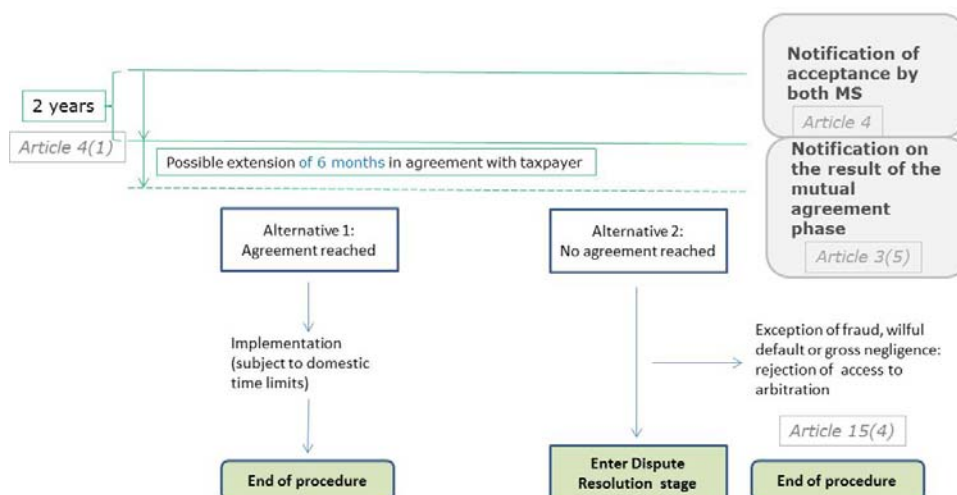 Notification of
acceptance by
both MS
Article 4
2 years
Article 4(1)
Possible extension of 6 months in agreement with taxpayer
Notification on
the result of the
mutual
agreement
phase
Article 3(5)
Alternative 1:
Agreement reached
Alternative 2:
No agreement reached
Implementation
(subject to domestic
time limits)
Exception of fraud, wilful
default or gross negligence:
rejection of access to
arbitration
Article 15(4)
End of procedure
Enter Dispute
Resolution stage
End of procedure